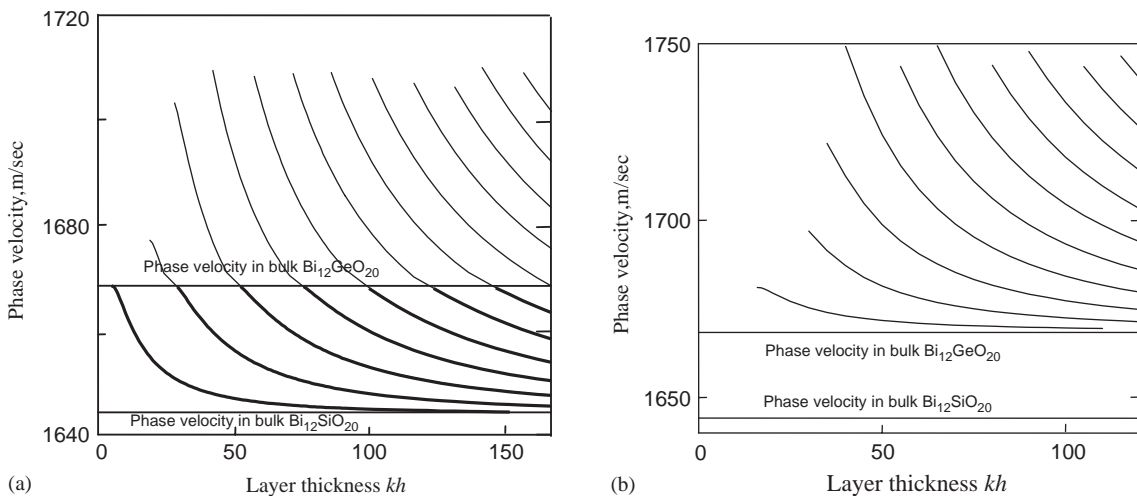 1720
1680
1640
Phase velocity,m/sec
Phase velocity in bulk Bi₁₂GeO₂₀
Phase velocity in bulk Bi₁₂SiO₂₀
0
50
100
150
(a)
Layer thickness kh
1750
1700
1650
Phase velocity,m/sec
Phase velocity in bulk Bi₁₂GeO₂₀
Phase velocity in bulk Bi₁₂SiO₂₀
0
50
100
(b)
Layer thickness kh